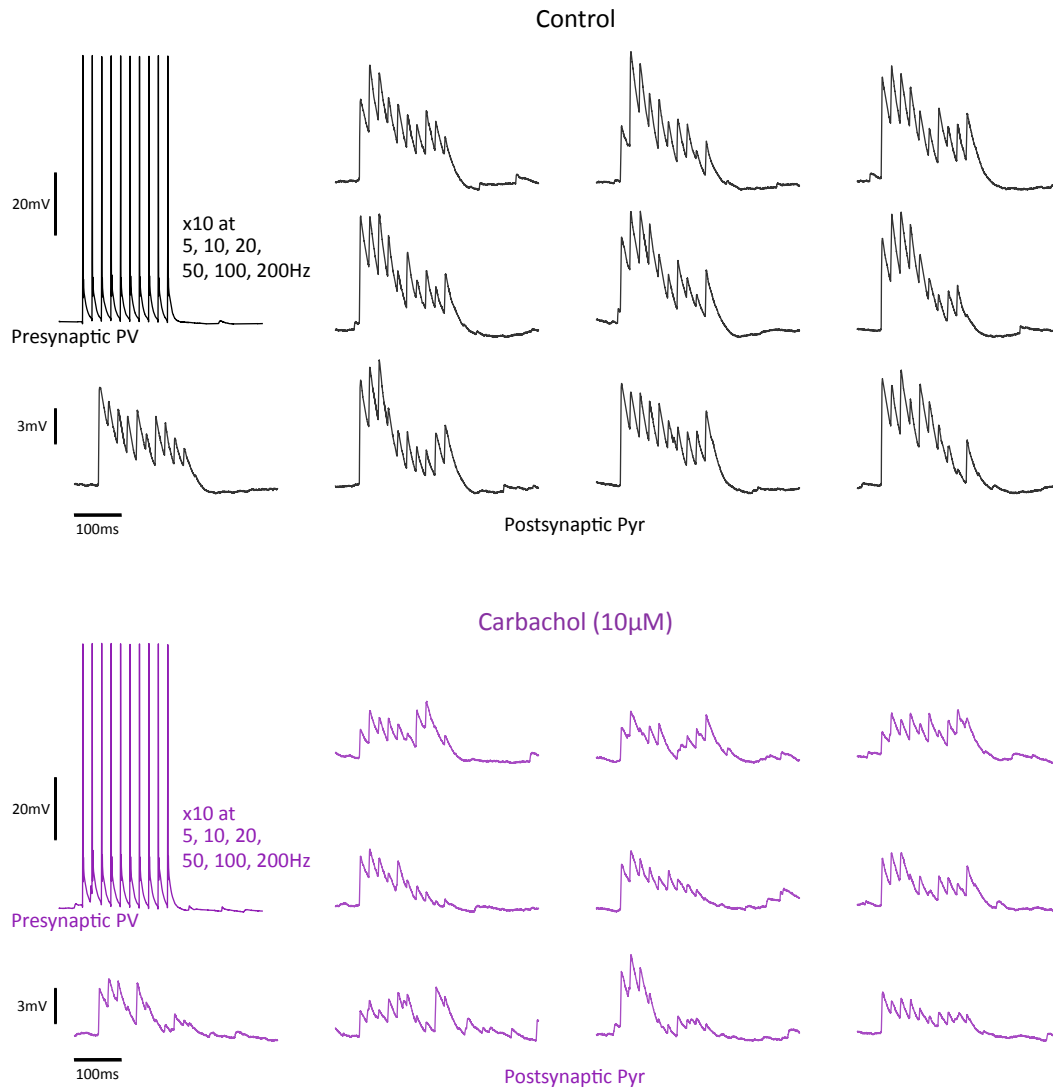 Control
20mV
x10 at
5, 10, 20,
50, 100, 200Hz
Presynaptic PV
3mV
100ms
Postsynaptic Pyr
Carbachol (10µM)
20mV
x10 at
5, 10, 20,
50, 100, 200Hz
Presynaptic PV
3mV
100ms
Postsynaptic Pyr